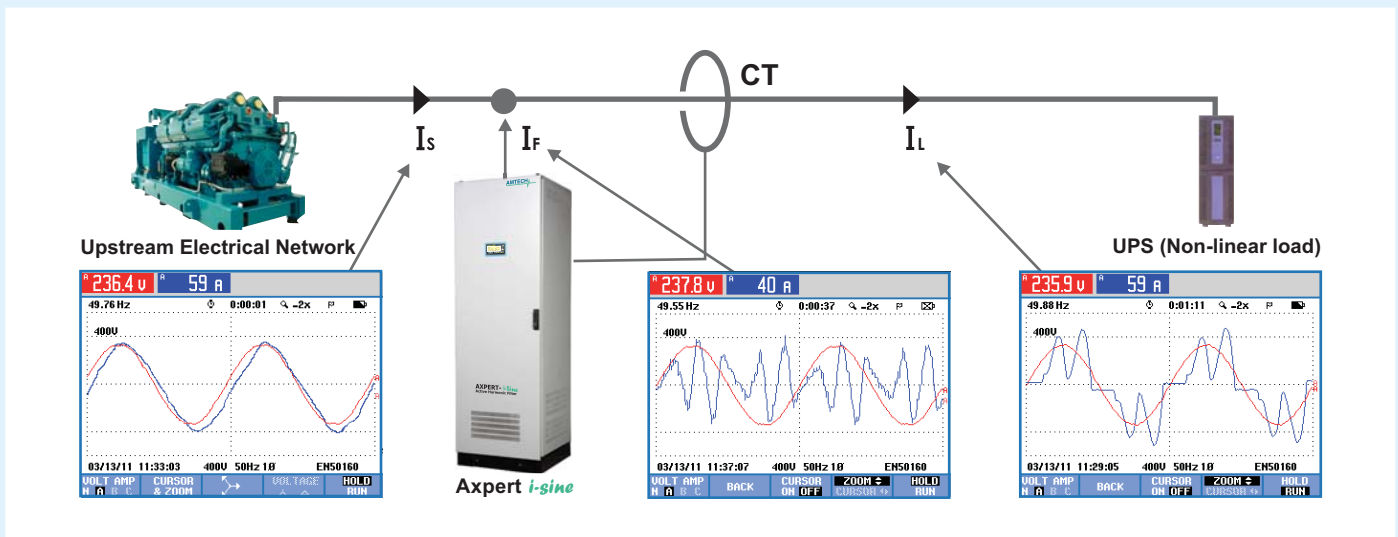 CT
Is
IF
IL
AMTECH
Upstream Electrical Network
UPS (Non-linear load)
A 236.4 V A 59 A
49.76 Hz 0:00:01 -2x
400V
03/13/11 11:33:03 400V 50Hz 1Ø EN50160
VOLT AMP CURSOR VOLTAGE HOLD
N A B C & ZOOM RUN
AXPERT- i-sine
Active Harmonic Filter
Axpert i-sine
A 237.8 V A 40 A
49.55 Hz 0:00:37 -2x
400V
03/13/11 11:37:07 400V 50Hz 1Ø EN50160
VOLT AMP BACK CURSOR ZOOM HOLD
N A B C ON OFF CURSOR RUN
A 235.9 V A 59 A
49.88 Hz 0:01:11 -2x
400V
03/13/11 11:29:05 400V 50Hz 1Ø EN50160
VOLT AMP BACK CURSOR ZOOM HOLD
N A B C ON OFF CURSOR RUN